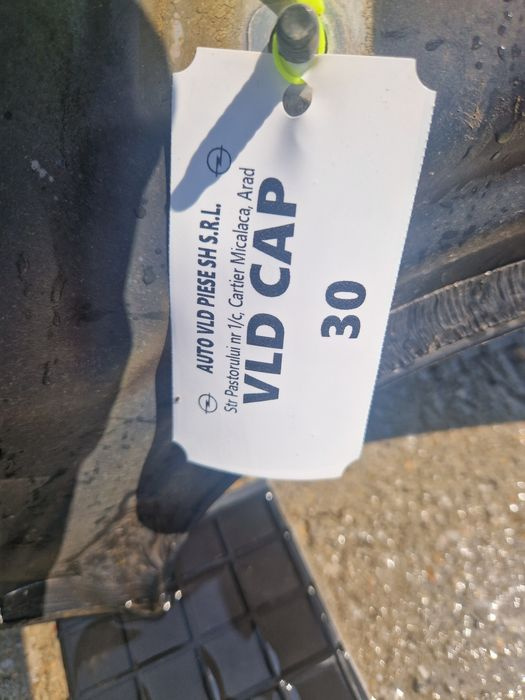 AUTO VLD PIESE SH S.R.L.
Str Pastorului nr 1/c, Cartier Micalaca, Arad
VLD CAP
30